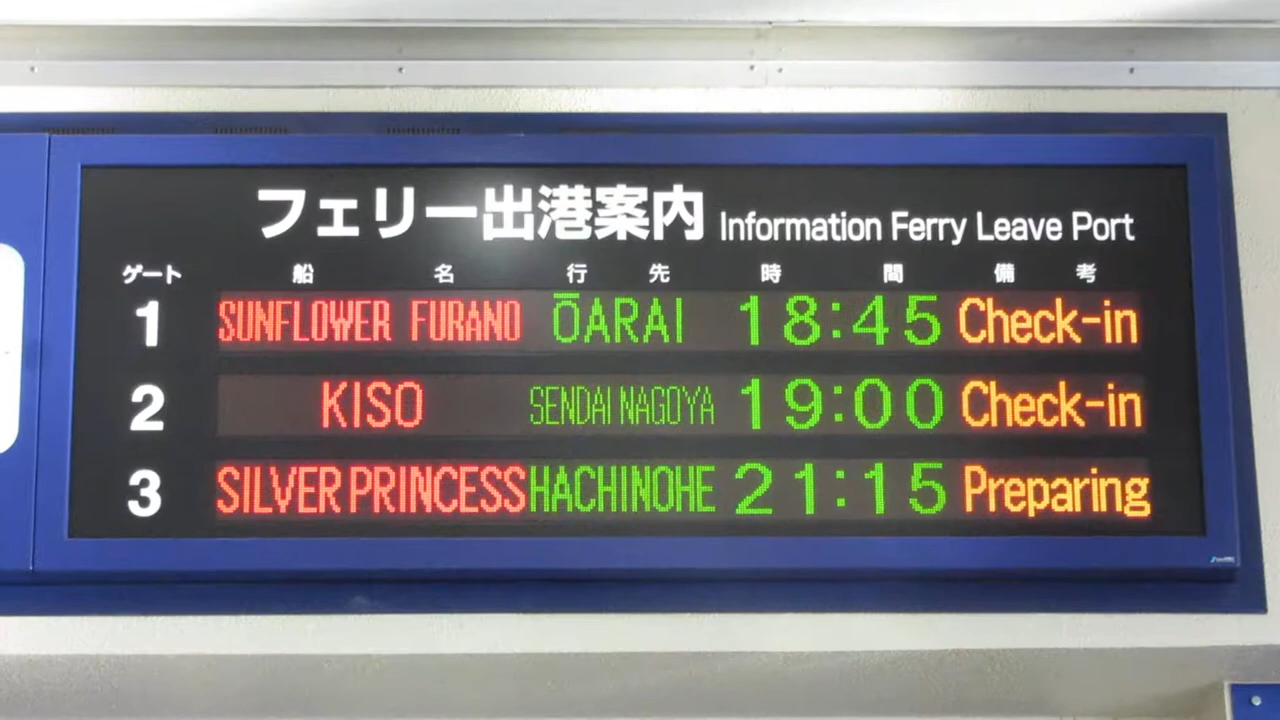 フェリー出港案内 Information Ferry Leave Port
ゲート 船名 行先 時間 備考
1 SUNFLOWER FURANO ŌARAI 18:45 Check-in
2 KISO SENDAI NAGOYA 19:00 Check-in
3 SILVER PRINCESS HACHINOHE 21:15 Preparing